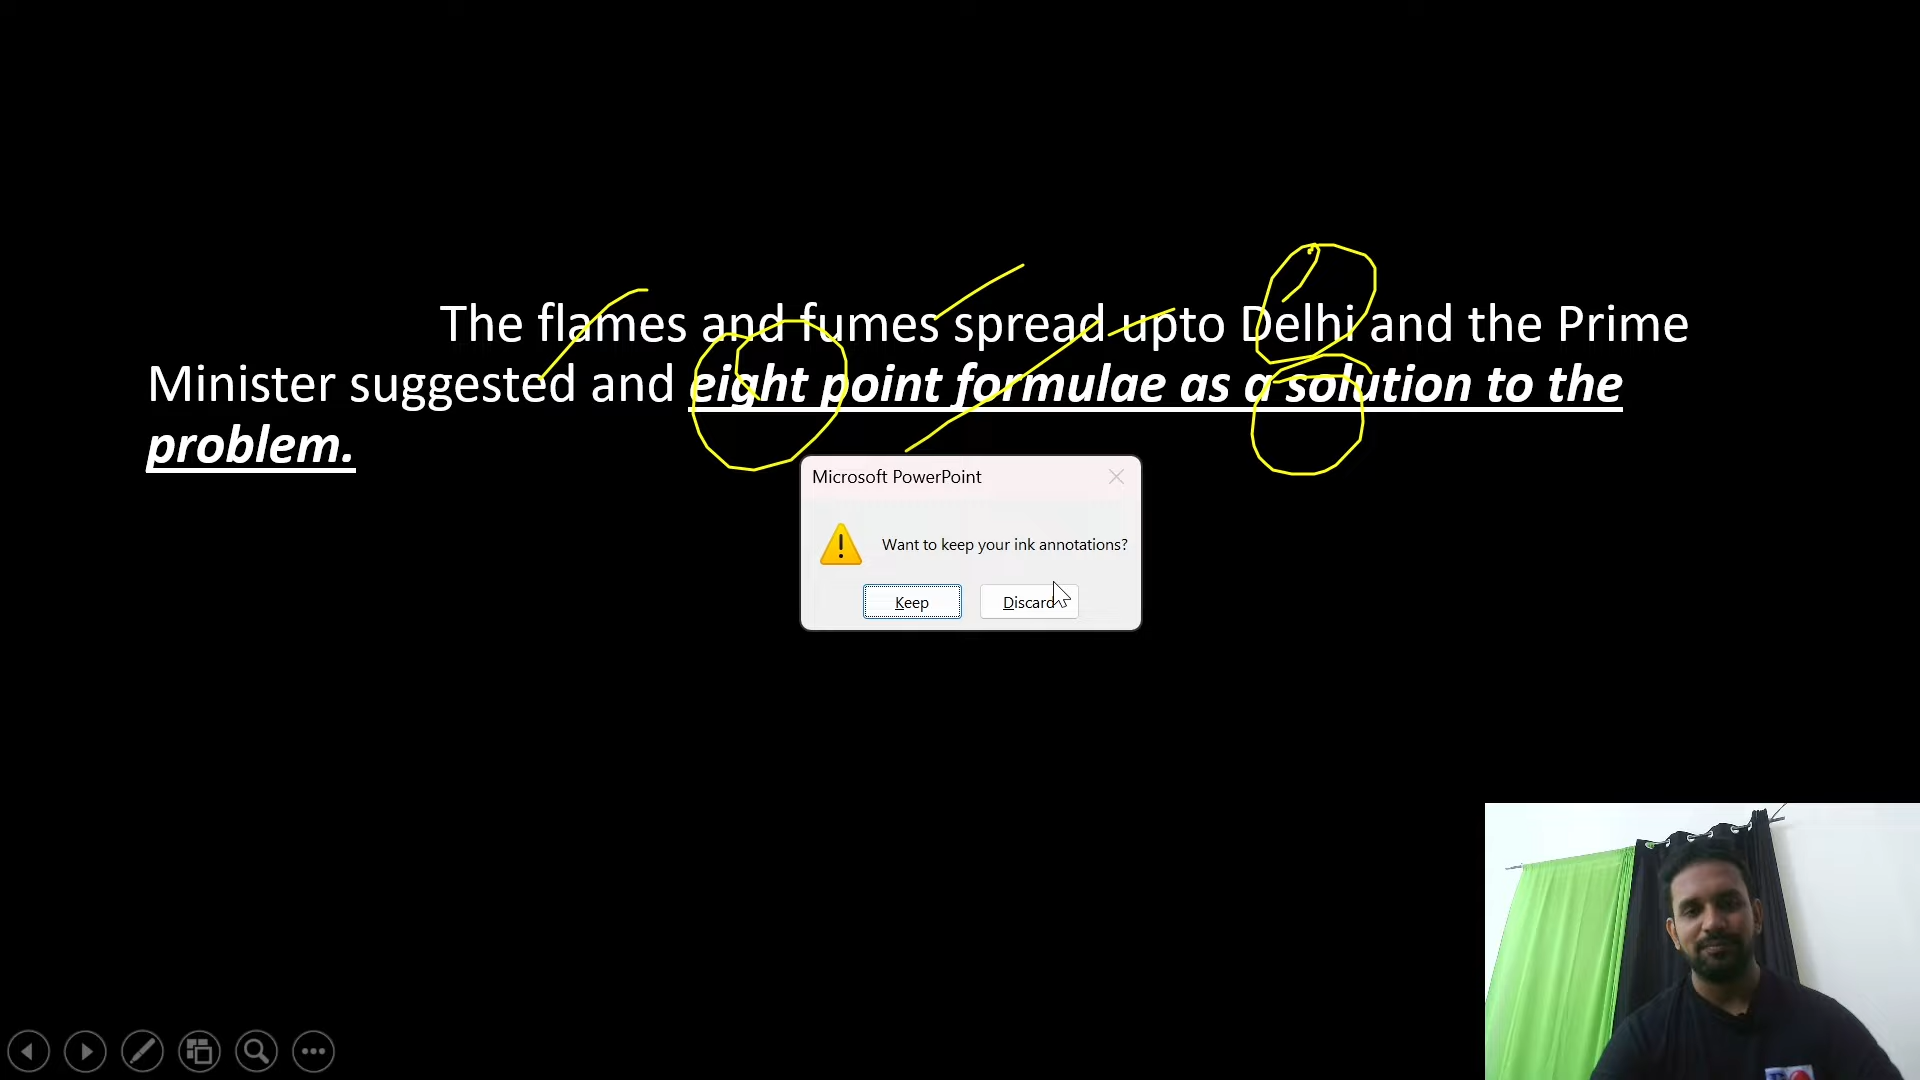 The flames and fumes spread upto Delhi and the Prime
Minister suggested and eight point formulae as a solution to the
problem.
Microsoft PowerPoint
Want to keep your ink annotations?
Keep
Discard